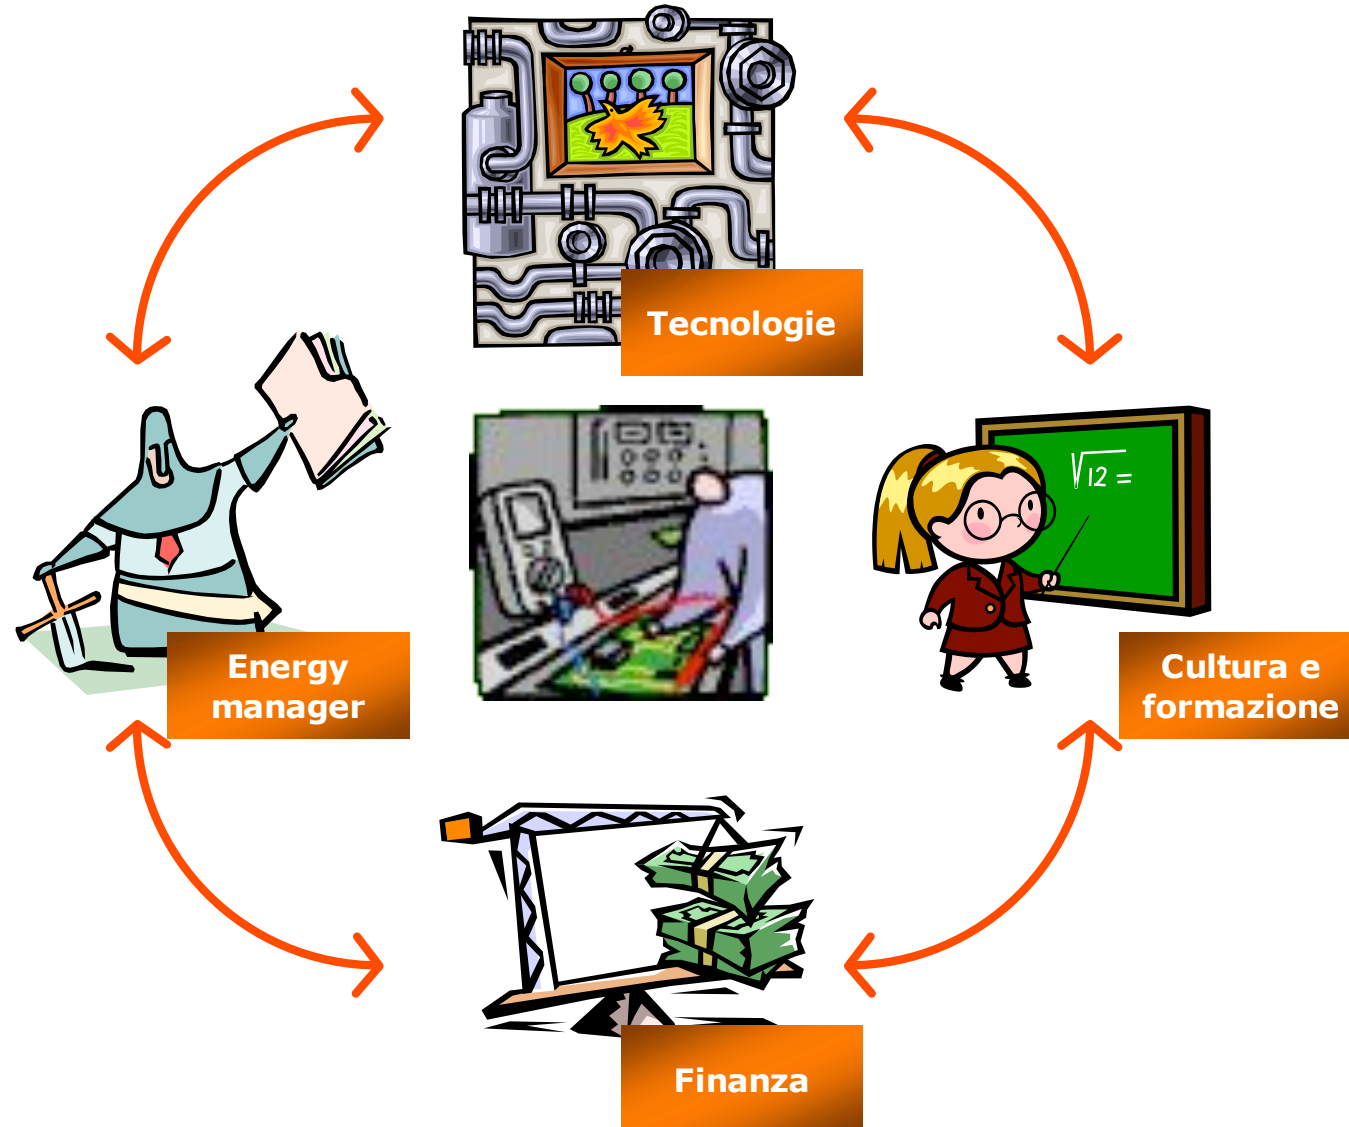 Tecnologie
√12 =
Energy
manager
Cultura e
formazione
Finanza